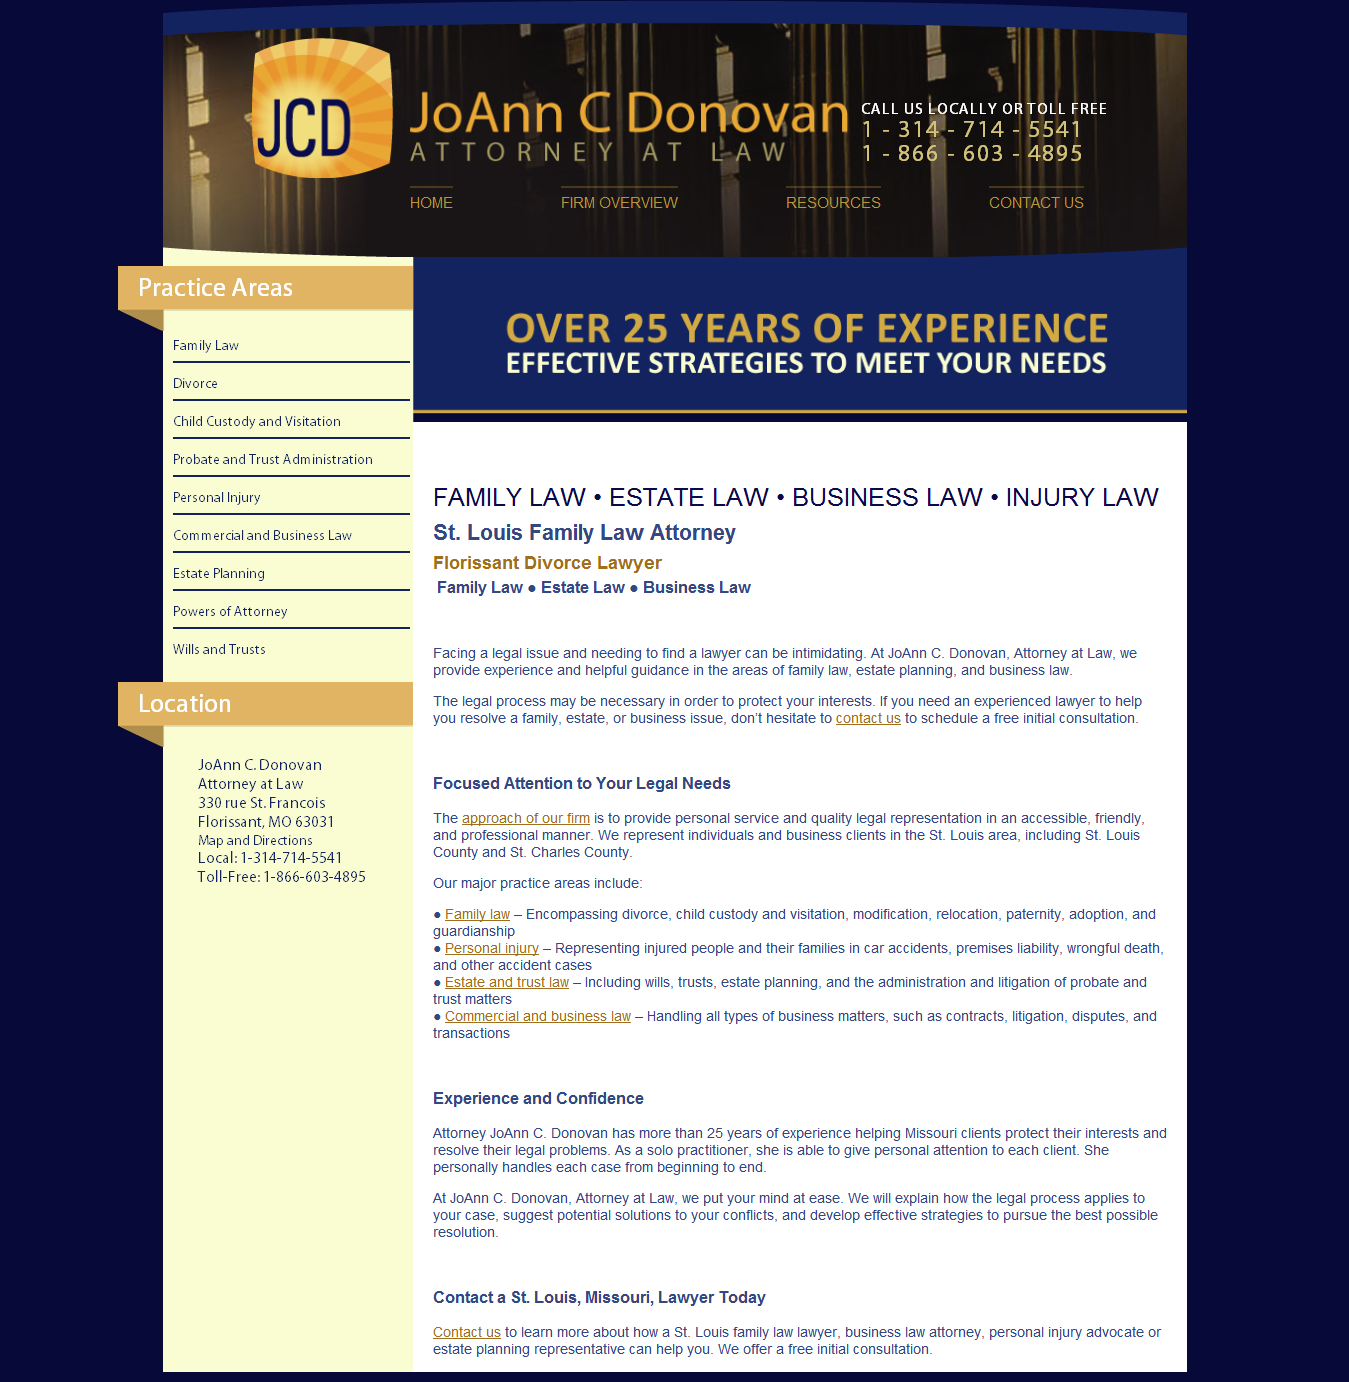 JCD
JoAnn C Donovan
ATTORNEY AT LAW
CALL US LOCALLY OR TOLL FREE
1 - 314 - 714 - 5541
1 - 866 - 603 - 4895
HOME
FIRM OVERVIEW
RESOURCES
CONTACT US
Practice Areas
Family Law
Divorce
Child Custody and Visitation
Probate and Trust Administration
Personal Injury
Commercial and Business Law
Estate Planning
Powers of Attorney
Wills and Trusts
Location
JoAnn C. Donovan
Attorney at Law
330 rue St. Francois
Florissant, MO 63031
Map and Directions
Local: 1-314-714-5541
Toll-Free: 1-866-603-4895
OVER 25 YEARS OF EXPERIENCE
EFFECTIVE STRATEGIES TO MEET YOUR NEEDS
FAMILY LAW • ESTATE LAW • BUSINESS LAW • INJURY LAW
St. Louis Family Law Attorney
Florissant Divorce Lawyer
Family Law ● Estate Law ● Business Law
Facing a legal issue and needing to find a lawyer can be intimidating. At JoAnn C. Donovan, Attorney at Law, we
provide experience and helpful guidance in the areas of family law, estate planning, and business law.
The legal process may be necessary in order to protect your interests. If you need an experienced lawyer to help
you resolve a family, estate, or business issue, don't hesitate to contact us to schedule a free initial consultation.
Focused Attention to Your Legal Needs
The approach of our firm is to provide personal service and quality legal representation in an accessible, friendly,
and professional manner. We represent individuals and business clients in the St. Louis area, including St. Louis
County and St. Charles County.
Our major practice areas include:
● Family law – Encompassing divorce, child custody and visitation, modification, relocation, paternity, adoption, and
guardianship
● Personal injury – Representing injured people and their families in car accidents, premises liability, wrongful death,
and other accident cases
● Estate and trust law – Including wills, trusts, estate planning, and the administration and litigation of probate and
trust matters
● Commercial and business law – Handling all types of business matters, such as contracts, litigation, disputes, and
transactions
Experience and Confidence
Attorney JoAnn C. Donovan has more than 25 years of experience helping Missouri clients protect their interests and
resolve their legal problems. As a solo practitioner, she is able to give personal attention to each client. She
personally handles each case from beginning to end.
At JoAnn C. Donovan, Attorney at Law, we put your mind at ease. We will explain how the legal process applies to
your case, suggest potential solutions to your conflicts, and develop effective strategies to pursue the best possible
resolution.
Contact a St. Louis, Missouri, Lawyer Today
Contact us to learn more about how a St. Louis family law lawyer, business law attorney, personal injury advocate or
estate planning representative can help you. We offer a free initial consultation.